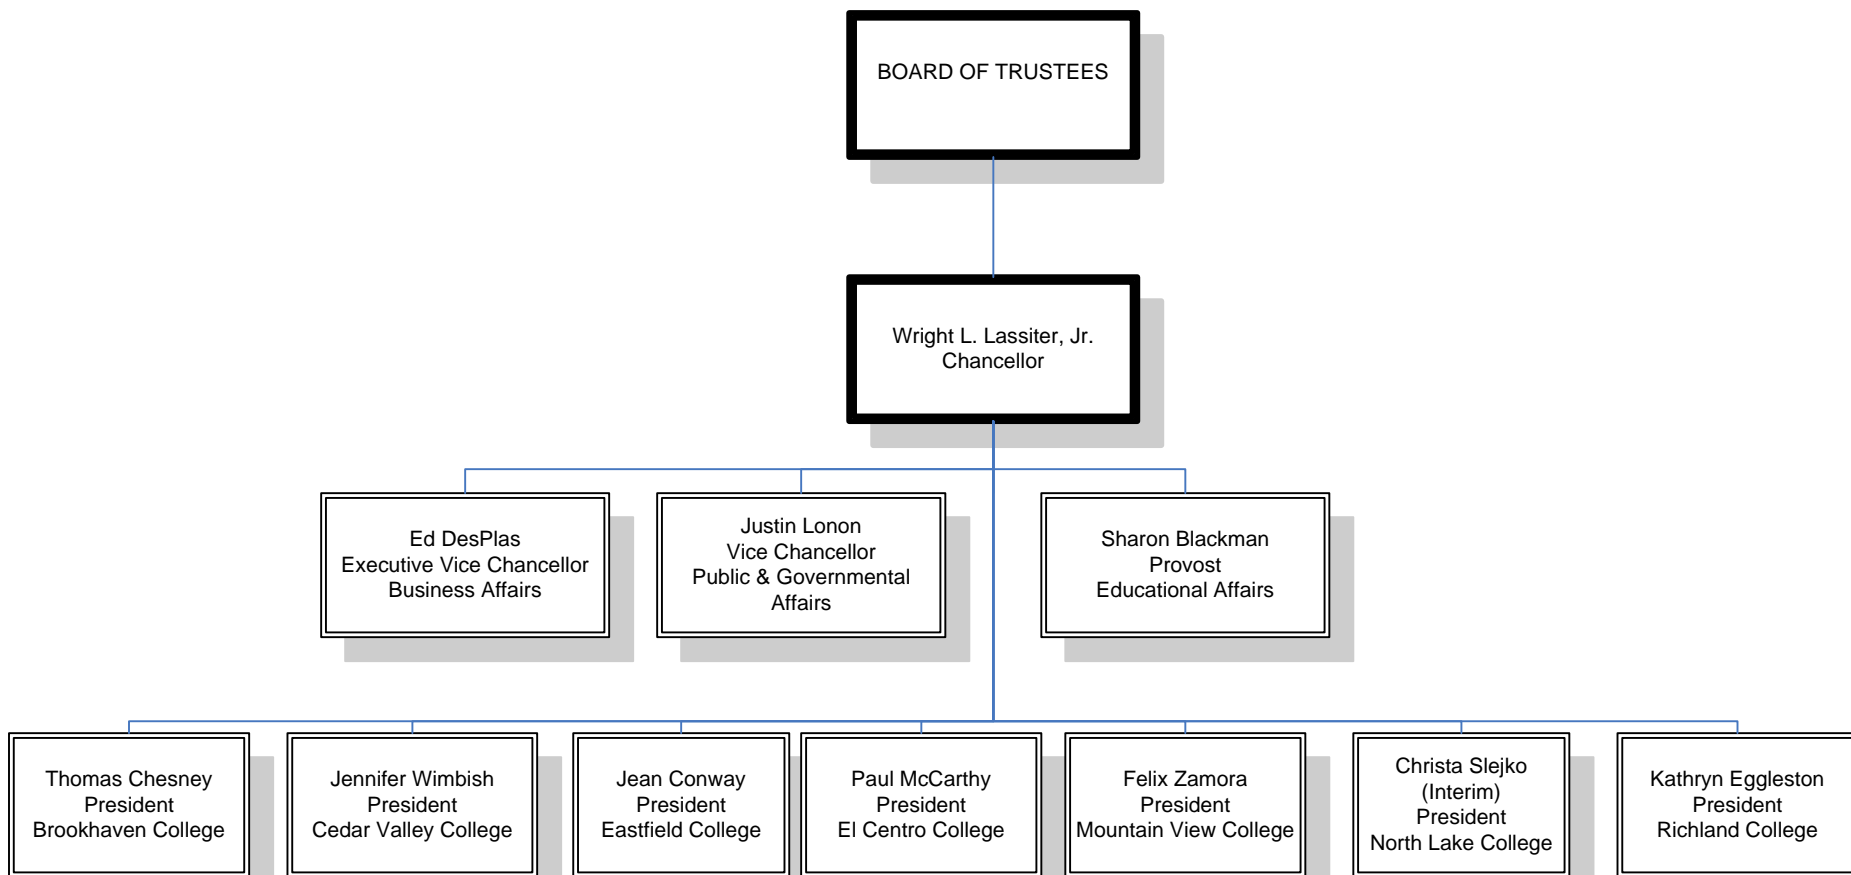 BOARD OF TRUSTEES
Wright L. Lassiter, Jr.
Chancellor
Ed DesPlas
Executive Vice Chancellor
Business Affairs
Justin Lonon
Vice Chancellor
Public & Governmental
Affairs
Sharon Blackman
Provost
Educational Affairs
Thomas Chesney
President
Brookhaven College
Jennifer Wimbish
President
Cedar Valley College
Jean Conway
President
Eastfield College
Paul McCarthy
President
El Centro College
Felix Zamora
President
Mountain View College
Christa Slejko
(Interim)
President
North Lake College
Kathryn Eggleston
President
Richland College